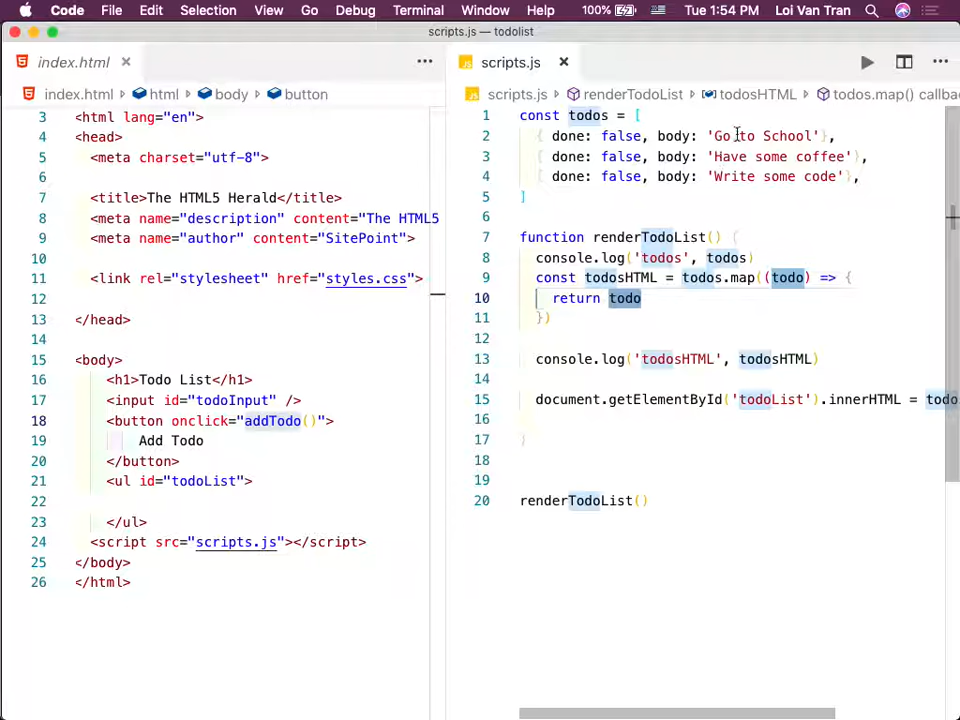 Code File Edit Selection View Go Debug Terminal Window Help 100% Tue 1:54 PM Loi Van Tran
scripts.js — todolist
index.html
index.html html body button
3 <html lang="en">
4 <head>
5 <meta charset="utf-8">
6
7 <title>The HTML5 Herald</title>
8 <meta name="description" content="The HTML5
9 <meta name="author" content="SitePoint">
10
11 <link rel="stylesheet" href="styles.css">
12
13 </head>
14
15 <body>
16 <h1>Todo List</h1>
17 <input id="todoInput" />
18 <button onclick="addTodo()">
19 Add Todo
20 </button>
21 <ul id="todoList">
22
23 </ul>
24 <script src="scripts.js"></script>
25 </body>
26 </html>
scripts.js
scripts.js renderTodoList todosHTML todos.map() callba
1 const todos = [
2 { done: false, body: 'Go to School'},
3 { done: false, body: 'Have some coffee'},
4 { done: false, body: 'Write some code'},
5 ]
6
7 function renderTodoList() {
8 console.log('todos', todos)
9 const todosHTML = todos.map((todo) => {
10 return todo
11 })
12
13 console.log('todosHTML', todosHTML)
14
15 document.getElementById('todoList').innerHTML = todo
16
17 }
18
19
20 renderTodoList()